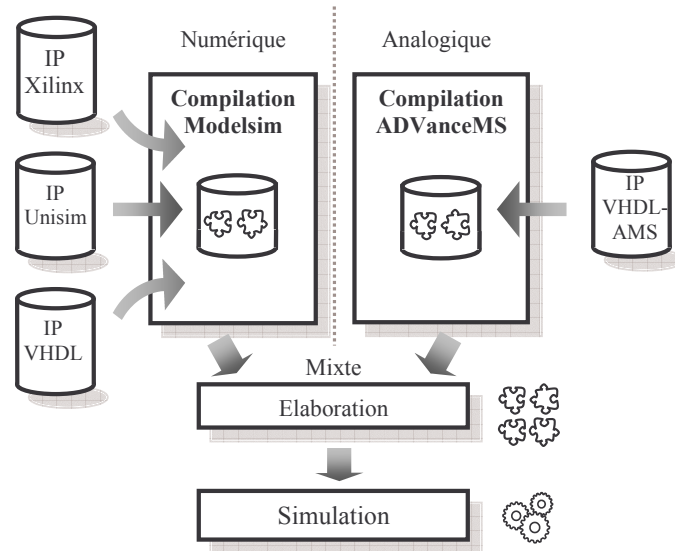 Numérique
Analogique
IP
Xilinx
Compilation
Modelsim
Compilation
ADVanceMS
IP
Unisim
IP
VHDL-
AMS
IP
VHDL
Mixte
Elaboration
Simulation